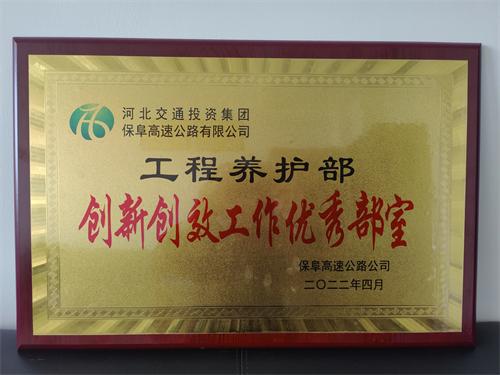 河北交通投资集团
保阜高速公路有限公司
工程养护部
创新创效工作优秀部室
保阜高速公路公司
二〇二二年四月